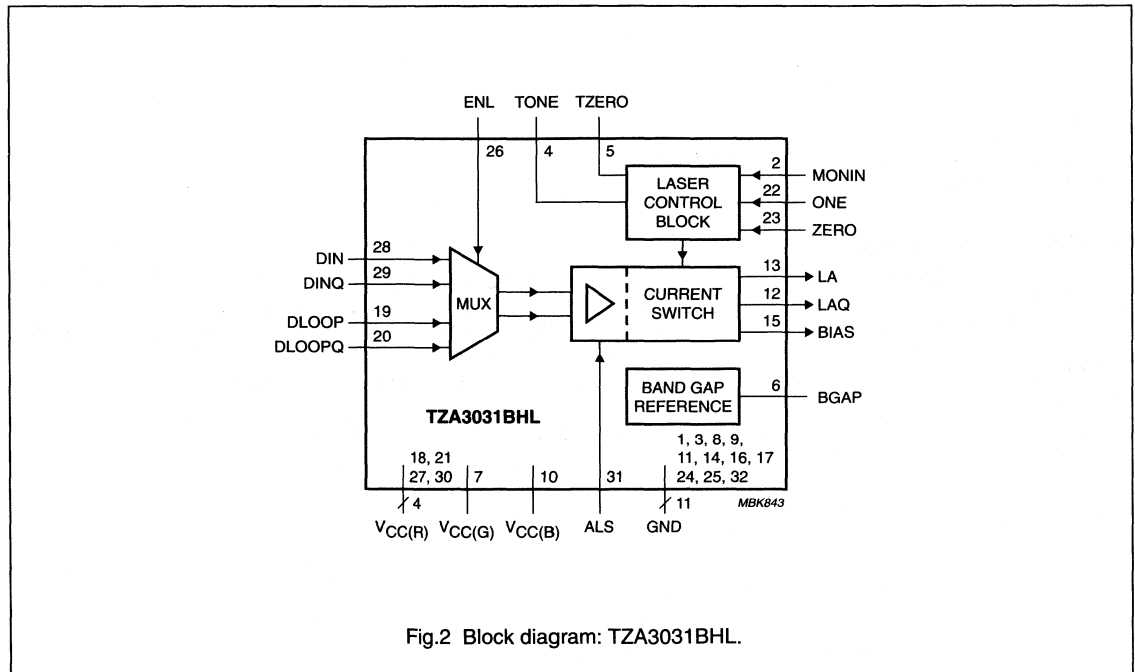 ENL TONE TZERO
26 4 5
2 MONIN
LASER CONTROL BLOCK
22 ONE
23 ZERO
DIN 28
DINQ 29
DLOOP 19
DLOOPQ 20
MUX
CURRENT SWITCH
13 LA
12 LAQ
15 BIAS
BAND GAP REFERENCE
6 BGAP
TZA3031BHL
18, 21
27, 30
7 10 31
1, 3, 8, 9,
11, 14, 16, 17
24, 25, 32
4 11
MBK843
VCC(R) VCC(G) VCC(B) ALS GND
Fig.2 Block diagram: TZA3031BHL.